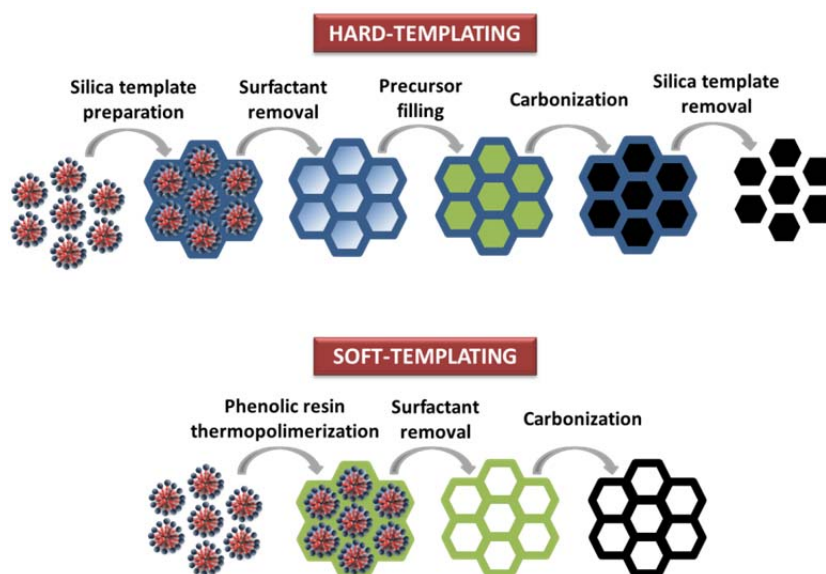 HARD-TEMPLATING
Silica template
preparation
Surfactant
removal
Precursor
filling
Carbonization
Silica template
removal
SOFT-TEMPLATING
Phenolic resin
thermopolimerization
Surfactant
removal
Carbonization